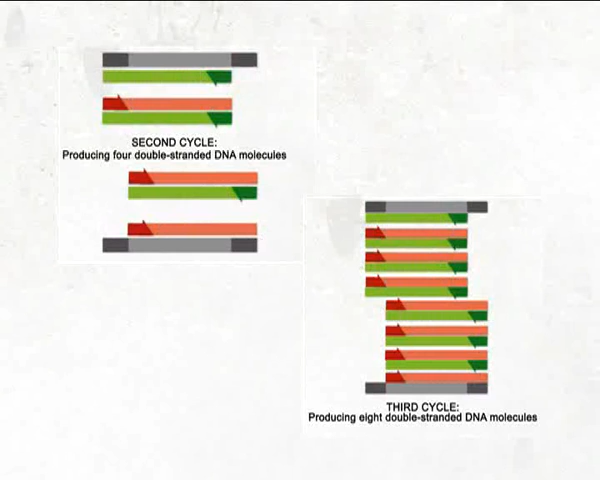 SECOND CYCLE:
Producing four double-stranded DNA molecules
THIRD CYCLE:
Producing eight double-stranded DNA molecules